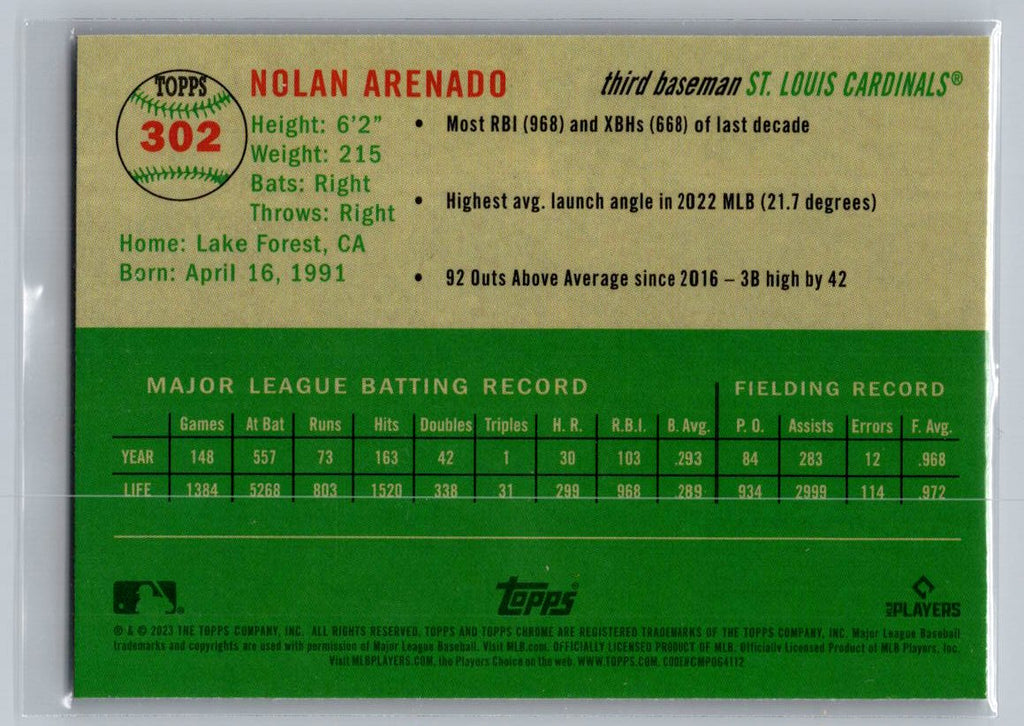 TOPPS
302
NOLAN ARENADO
third baseman ST. LOUIS CARDINALS®
Height: 6'2"
Weight: 215
Bats: Right
Throws: Right
Home: Lake Forest, CA
Born: April 16, 1991
• Most RBI (968) and XBHs (668) of last decade
• Highest avg. launch angle in 2022 MLB (21.7 degrees)
• 92 Outs Above Average since 2016 – 3B high by 42
MAJOR LEAGUE BATTING RECORD FIELDING RECORD
Games At Bat Runs Hits Doubles Triples H. R. R.B.I. B. Avg. P. O. Assists Errors F. Avg.
YEAR 148 557 73 163 42 1 30 103 .293 84 283 12 .968
LIFE 1384 5268 803 1520 338 31 299 968 .289 934 2999 114 .972
Topps®
MLB PLAYERS
® & © 2023 THE TOPPS COMPANY, INC. ALL RIGHTS RESERVED. TOPPS AND TOPPS CHROME ARE REGISTERED TRADEMARKS OF THE TOPPS COMPANY, INC. Major League Baseball
trademarks and copyrights are used with permission of Major League Baseball. Visit MLB.com. OFFICIALLY LICENSED PRODUCT OF MLB. Officially Licensed Product of MLB Players, Inc.
Visit MLBPLAYERS.COM, the Players Choice on the web. WWW.TOPPS.COM. CODE#CMP064112